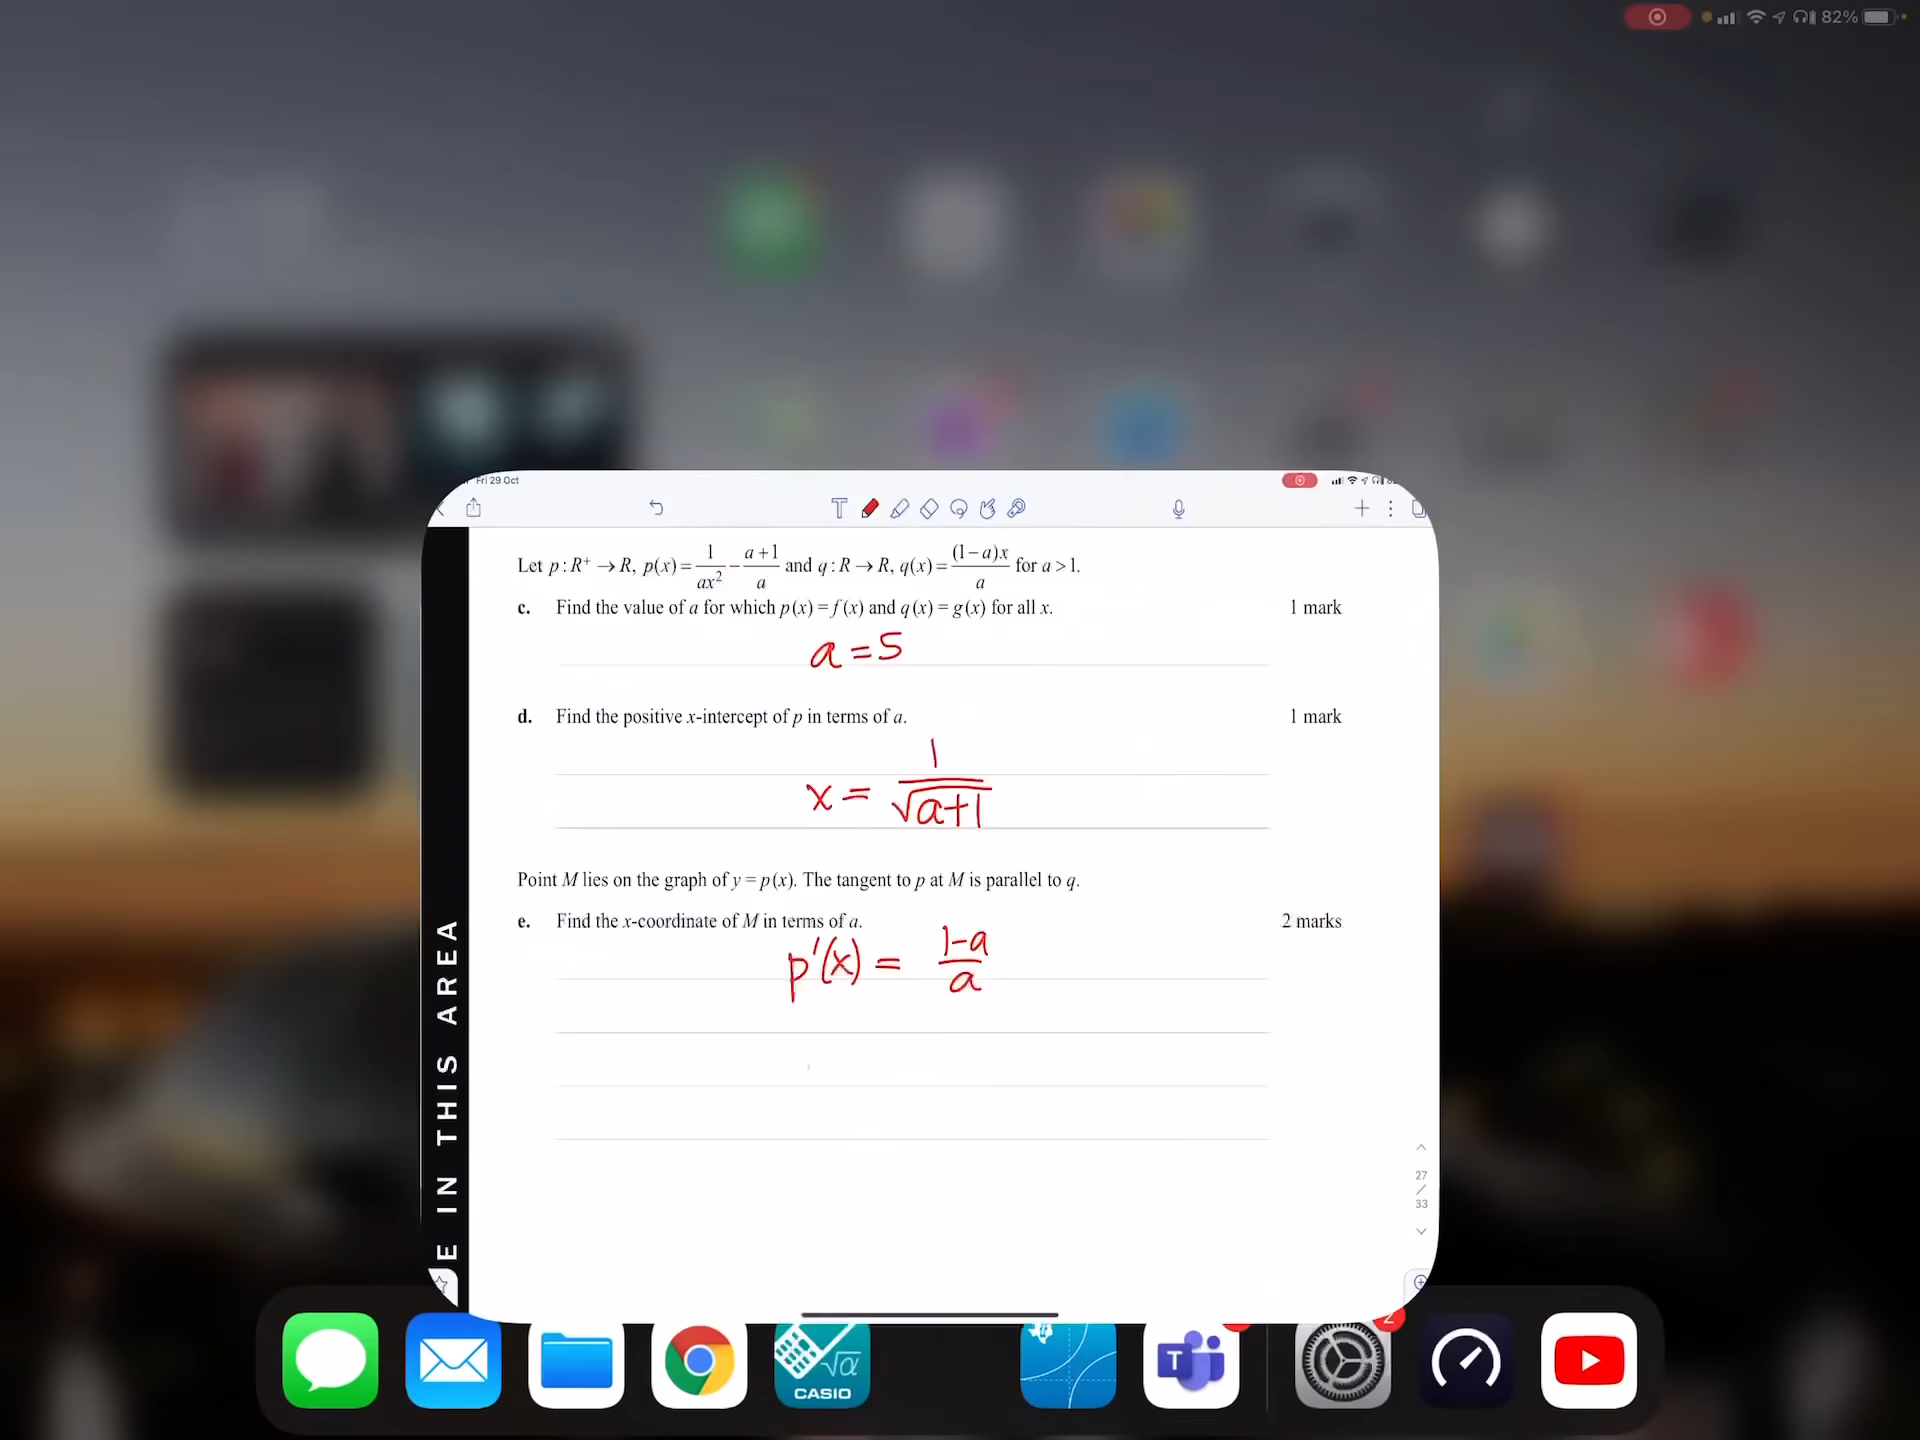 82%
Fri 29 Oct
Let p : R⁺ → R, p(x) = 1/ax² − a+1/a and q : R → R, q(x) = (1−a)x/a for a > 1.
c. Find the value of a for which p(x) = f(x) and q(x) = g(x) for all x. 1 mark
a = 5
d. Find the positive x-intercept of p in terms of a. 1 mark
x = 1/√a+1
Point M lies on the graph of y = p(x). The tangent to p at M is parallel to q.
e. Find the x-coordinate of M in terms of a. 2 marks
p'(x) = 1-a/a
E IN THIS AREA
27
/
33
√α
CASIO
T
2